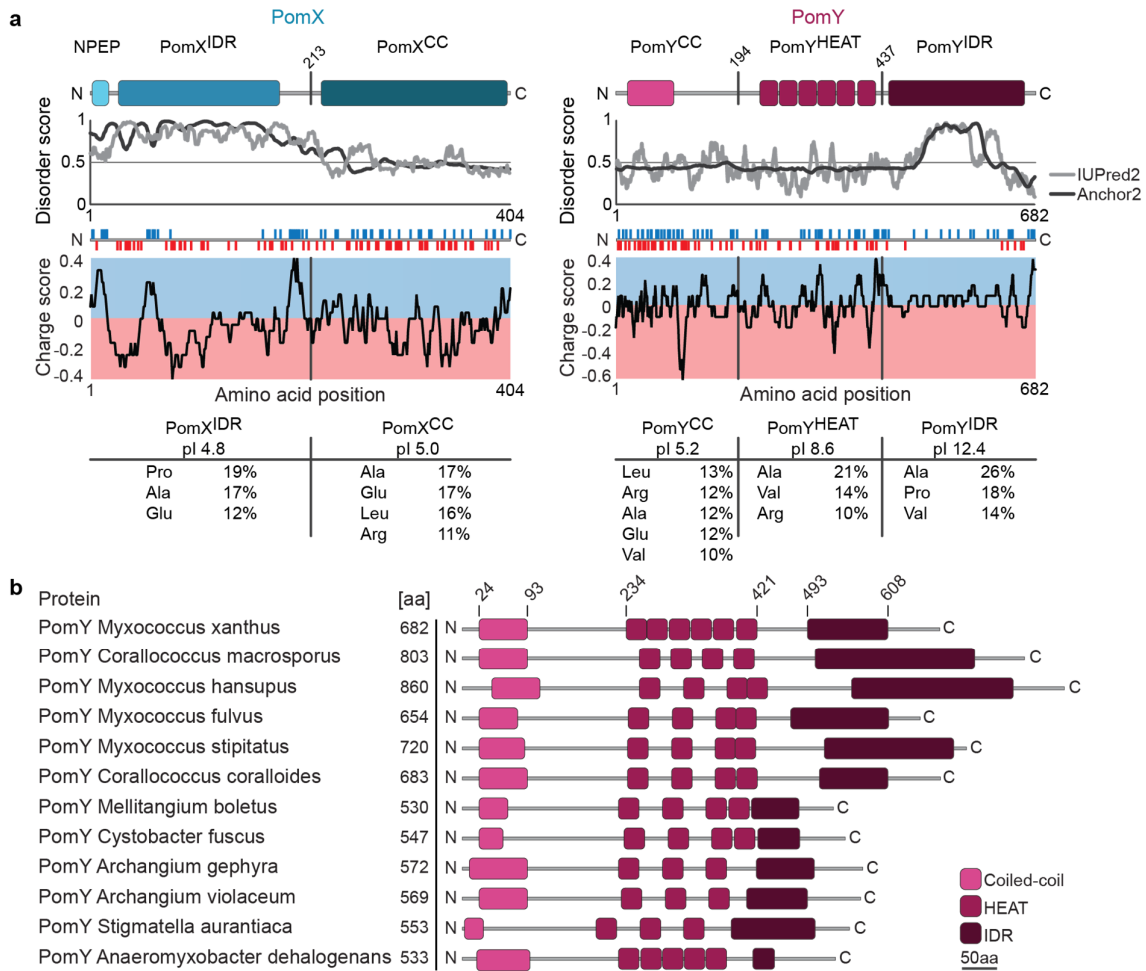 a
PomX
PomY
NPEP PomX^IDR 213 PomX^CC
PomY^CC 194 PomY^HEAT 437 PomY^IDR
N C
N C
Disorder score
1
0.5
1 404
Disorder score
1
0.5
1 682
IUPred2
Anchor2
N C
N C
Charge score
0.4
0.2
0
-0.2
-0.4
1 Amino acid position 404
Charge score
0.4
0.2
0
-0.2
-0.4
-0.6
1 Amino acid position 682
PomX^IDR PomX^CC
pI 4.8 pI 5.0
Pro 19% Ala 17%
Ala 17% Glu 17%
Glu 12% Leu 16%
Arg 11%
PomY^CC PomY^HEAT PomY^IDR
pI 5.2 pI 8.6 pI 12.4
Leu 13% Ala 21% Ala 26%
Arg 12% Val 14% Pro 18%
Ala 12% Arg 10% Val 14%
Glu 12%
Val 10%
b
Protein [aa] 24 93 234 421 493 608
PomY Myxococcus xanthus 682 N C
PomY Corallococcus macrosporus 803 N C
PomY Myxococcus hansupus 860 N C
PomY Myxococcus fulvus 654 N C
PomY Myxococcus stipitatus 720 N C
PomY Corallococcus coralloides 683 N C
PomY Mellitangium boletus 530 N C
PomY Cystobacter fuscus 547 N C
PomY Archangium gephyra 572 N C
PomY Archangium violaceum 569 N C
PomY Stigmatella aurantiaca 553 N C
PomY Anaeromyxobacter dehalogenans 533 N C
Coiled-coil
HEAT
IDR
50aa